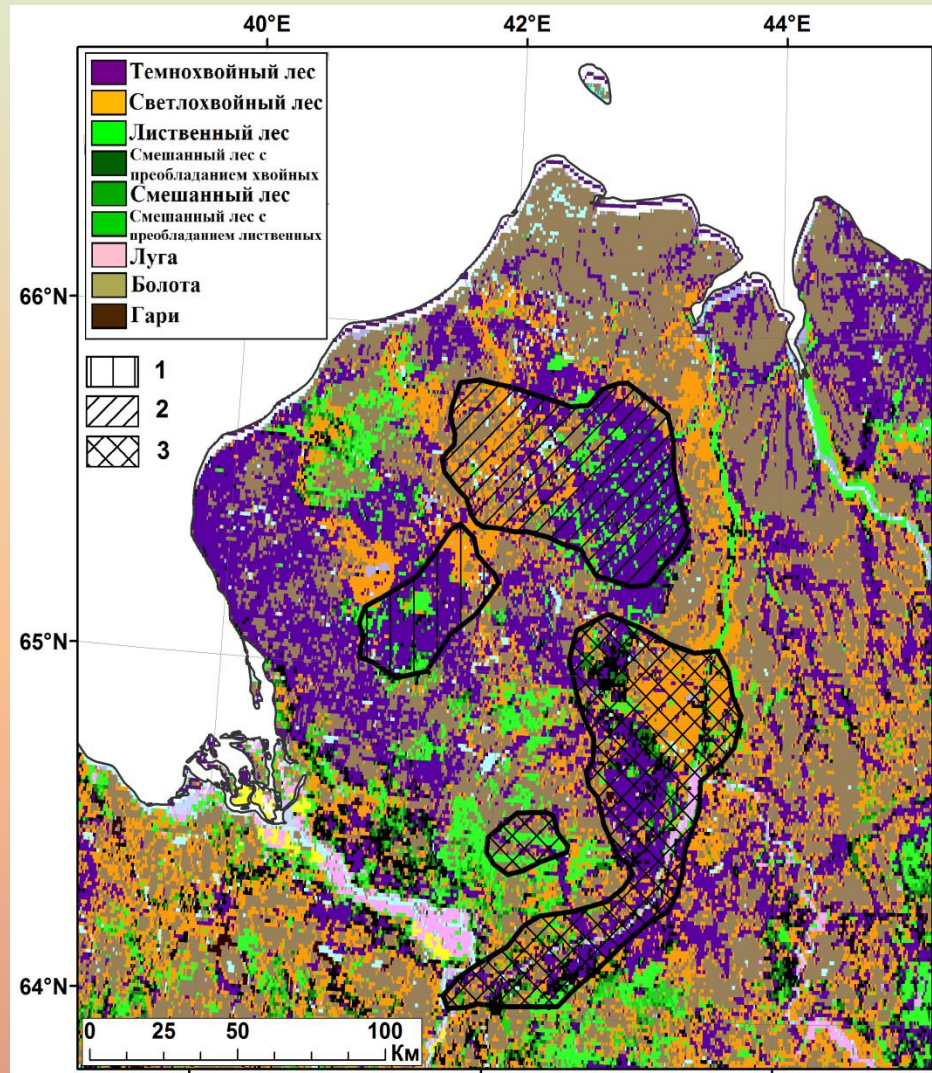 40°E 42°E 44°E
Темнохвойный лес
Светлохвойный лес
Лиственный лес
Смешанный лес с
преобладанием хвойных
Смешанный лес
Смешанный лес с
преобладанием лиственных
Луга
Болота
Гари
66°N
1
2
3
65°N
64°N
0 25 50 100
Км